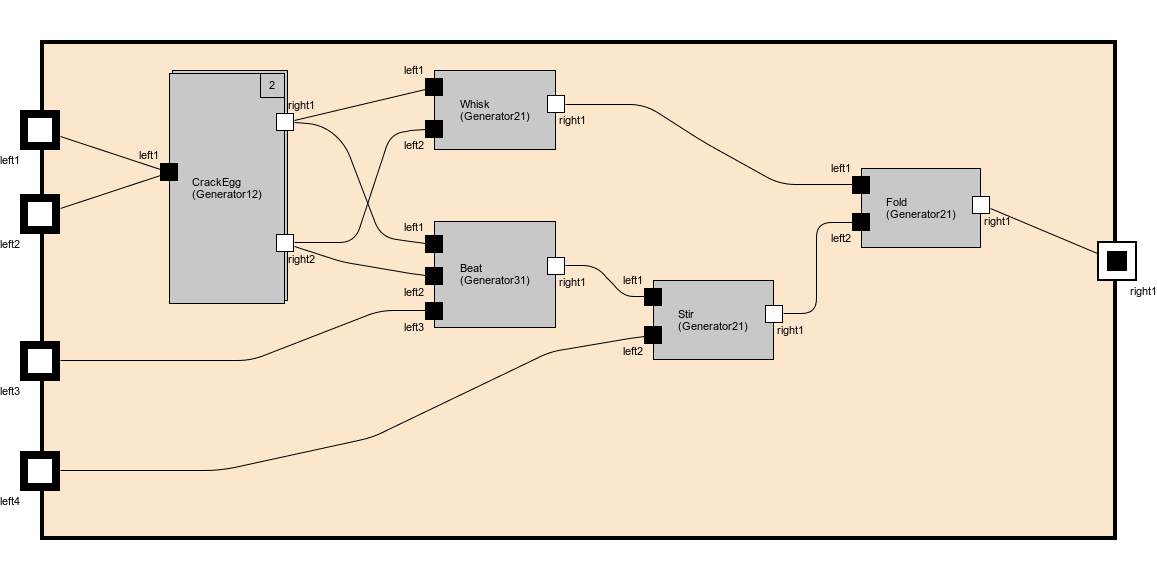 left1
left2
left3
left4
2
left1
CrackEgg
(Generator12)
right1
right2
left1
left2
Whisk
(Generator21)
right1
left1
left2
left3
Beat
(Generator31)
right1
left1
left2
Stir
(Generator21)
right1
left1
left2
Fold
(Generator21)
right1
right1